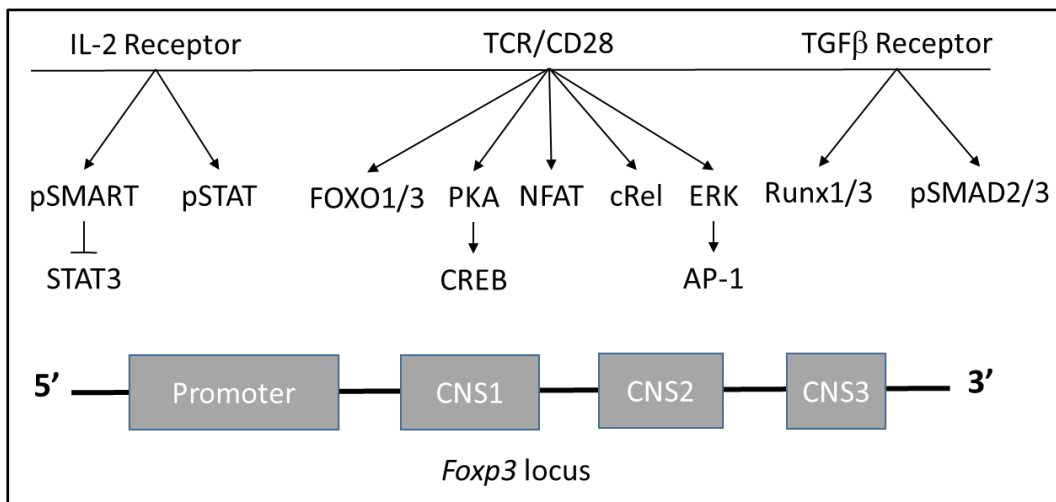 IL-2 Receptor TCR/CD28 TGFβ Receptor
pSMART pSTAT FOXO1/3 PKA NFAT cRel ERK Runx1/3 pSMAD2/3
STAT3 CREB AP-1
5’ Promoter CNS1 CNS2 CNS3 3’
Foxp3 locus